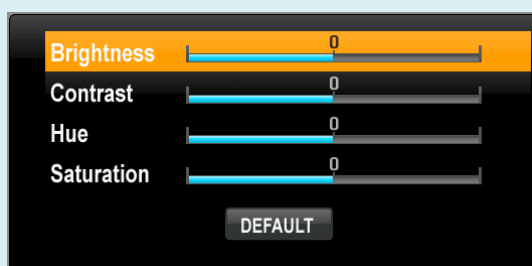 Brightness 0
Contrast 0
Hue 0
Saturation 0
DEFAULT